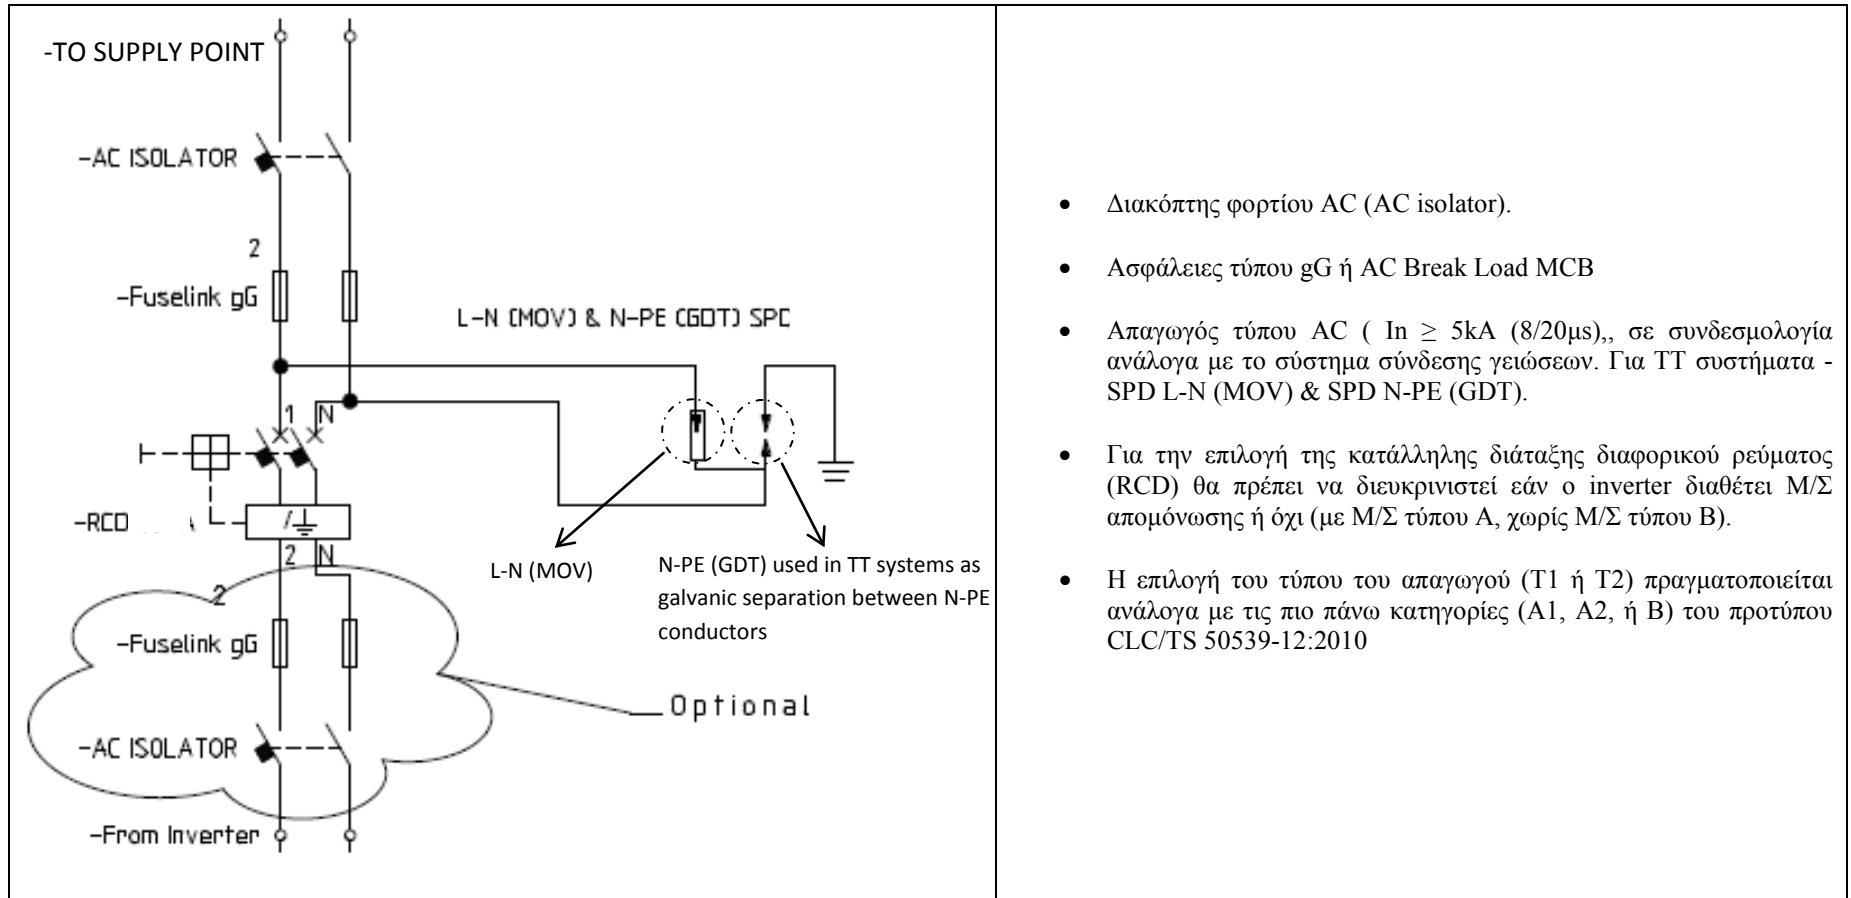 -TO SUPPLY POINT
-AC ISOLATOR
2
-Fuselink gG
L-N (MOV) & N-PE (GDT) SPD
1 N
-RCD
2 N
L-N (MOV)
N-PE (GDT) used in TT systems as
galvanic separation between N-PE
conductors
2
-Fuselink gG
Optional
-AC ISOLATOR
-From Inverter
• Διακόπτης φορτίου AC (AC isolator).
• Ασφάλειες τύπου gG ή AC Break Load MCB
• Απαγωγός τύπου AC ( In ≥ 5kA (8/20μs),, σε συνδεσμολογία
ανάλογα με το σύστημα σύνδεσης γειώσεων. Για TT συστήματα -
SPD L-N (MOV) & SPD N-PE (GDT).
• Για την επιλογή της κατάλληλης διάταξης διαφορικού ρεύματος
(RCD) θα πρέπει να διευκρινιστεί εάν ο inverter διαθέτει Μ/Σ
απομόνωσης ή όχι (με Μ/Σ τύπου Α, χωρίς Μ/Σ τύπου Β).
• Η επιλογή του τύπου του απαγωγού (Τ1 ή Τ2) πραγματοποιείται
ανάλογα με τις πιο πάνω κατηγορίες (Α1, Α2, ή Β) του προτύπου
CLC/TS 50539-12:2010